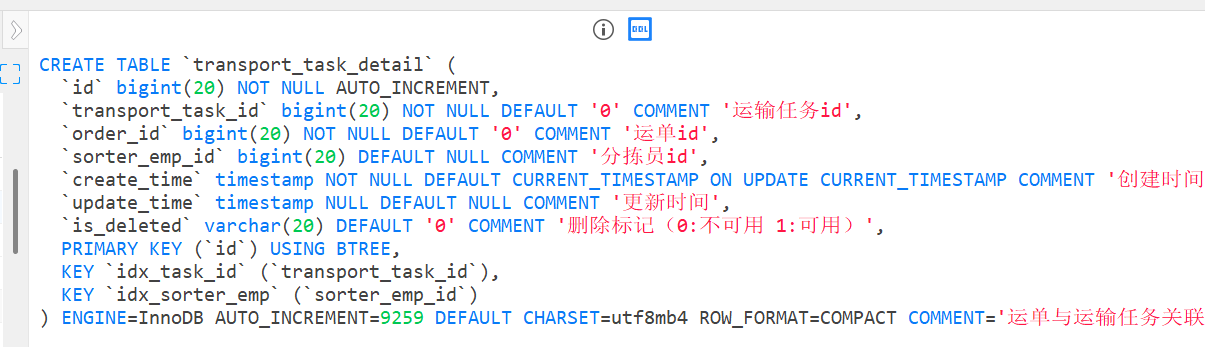 DDL
CREATE TABLE `transport_task_detail` (
`id` bigint(20) NOT NULL AUTO_INCREMENT,
`transport_task_id` bigint(20) NOT NULL DEFAULT '0' COMMENT '运输任务id',
`order_id` bigint(20) NOT NULL DEFAULT '0' COMMENT '运单id',
`sorter_emp_id` bigint(20) DEFAULT NULL COMMENT '分拣员id',
`create_time` timestamp NOT NULL DEFAULT CURRENT_TIMESTAMP ON UPDATE CURRENT_TIMESTAMP COMMENT '创建时间
`update_time` timestamp NULL DEFAULT NULL COMMENT '更新时间',
`is_deleted` varchar(20) DEFAULT '0' COMMENT '删除标记（0:不可用 1:可用）',
PRIMARY KEY (`id`) USING BTREE,
KEY `idx_task_id` (`transport_task_id`),
KEY `idx_sorter_emp` (`sorter_emp_id`)
) ENGINE=InnoDB AUTO_INCREMENT=9259 DEFAULT CHARSET=utf8mb4 ROW_FORMAT=COMPACT COMMENT='运单与运输任务关联